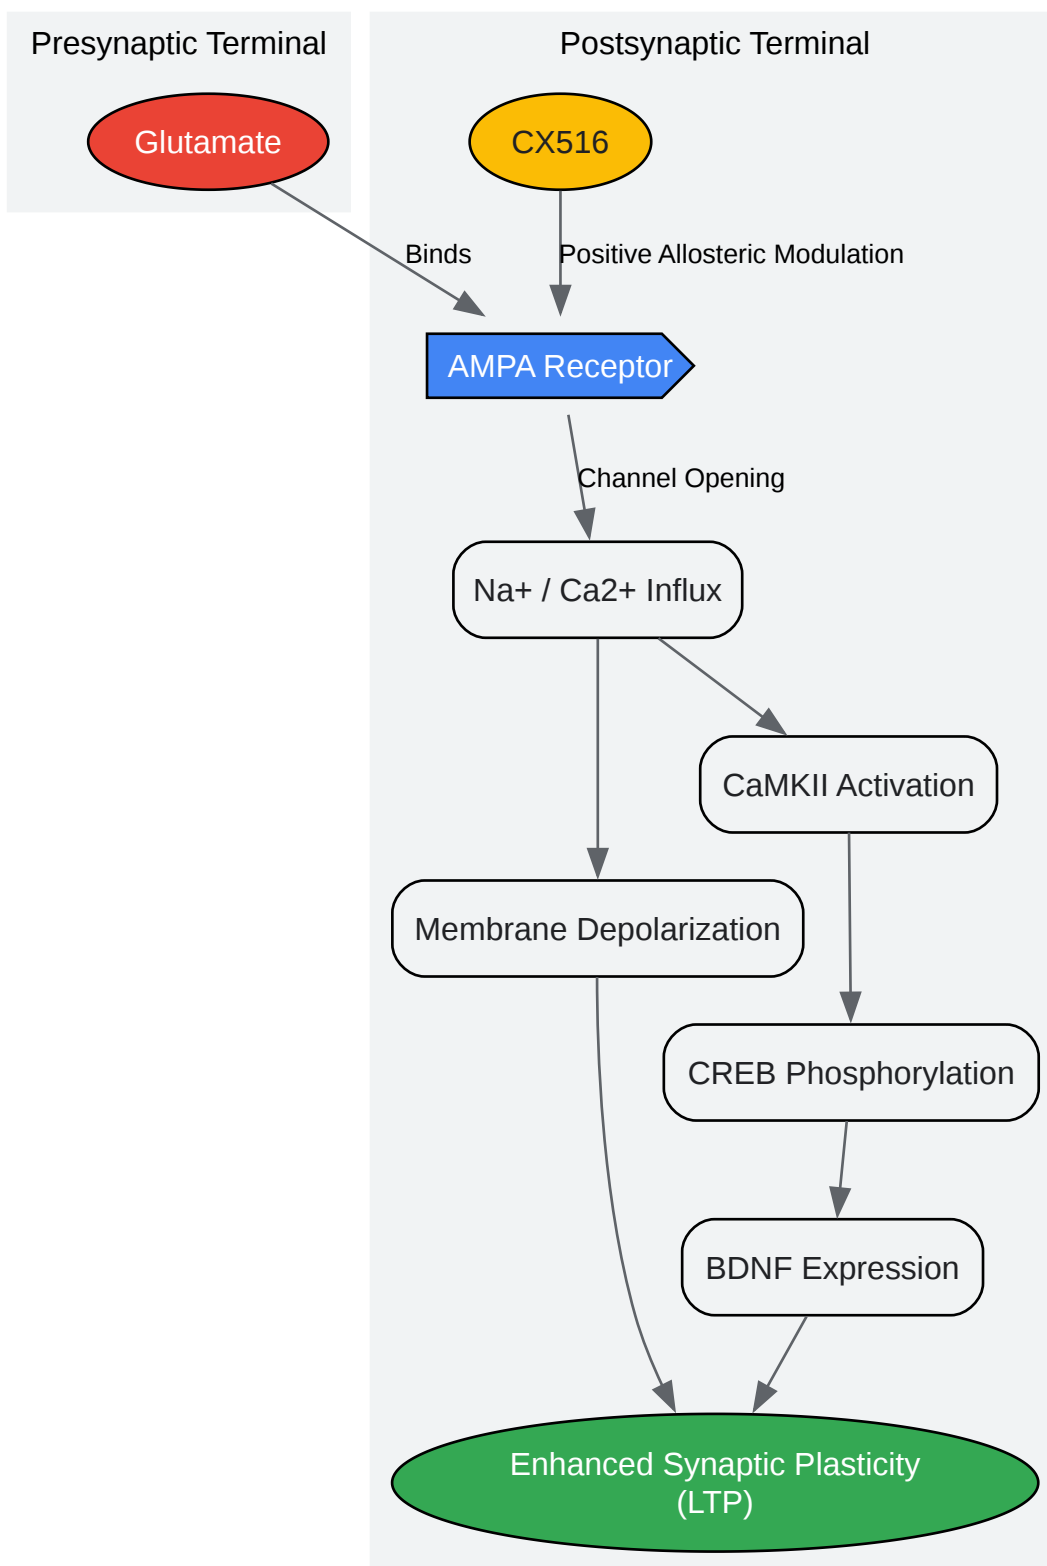 Presynaptic Terminal
Postsynaptic Terminal
Glutamate
CX516
Binds
Positive Allosteric Modulation
AMPA Receptor
Channel Opening
Na+ / Ca2+ Influx
CaMKII Activation
Membrane Depolarization
CREB Phosphorylation
BDNF Expression
Enhanced Synaptic Plasticity
(LTP)